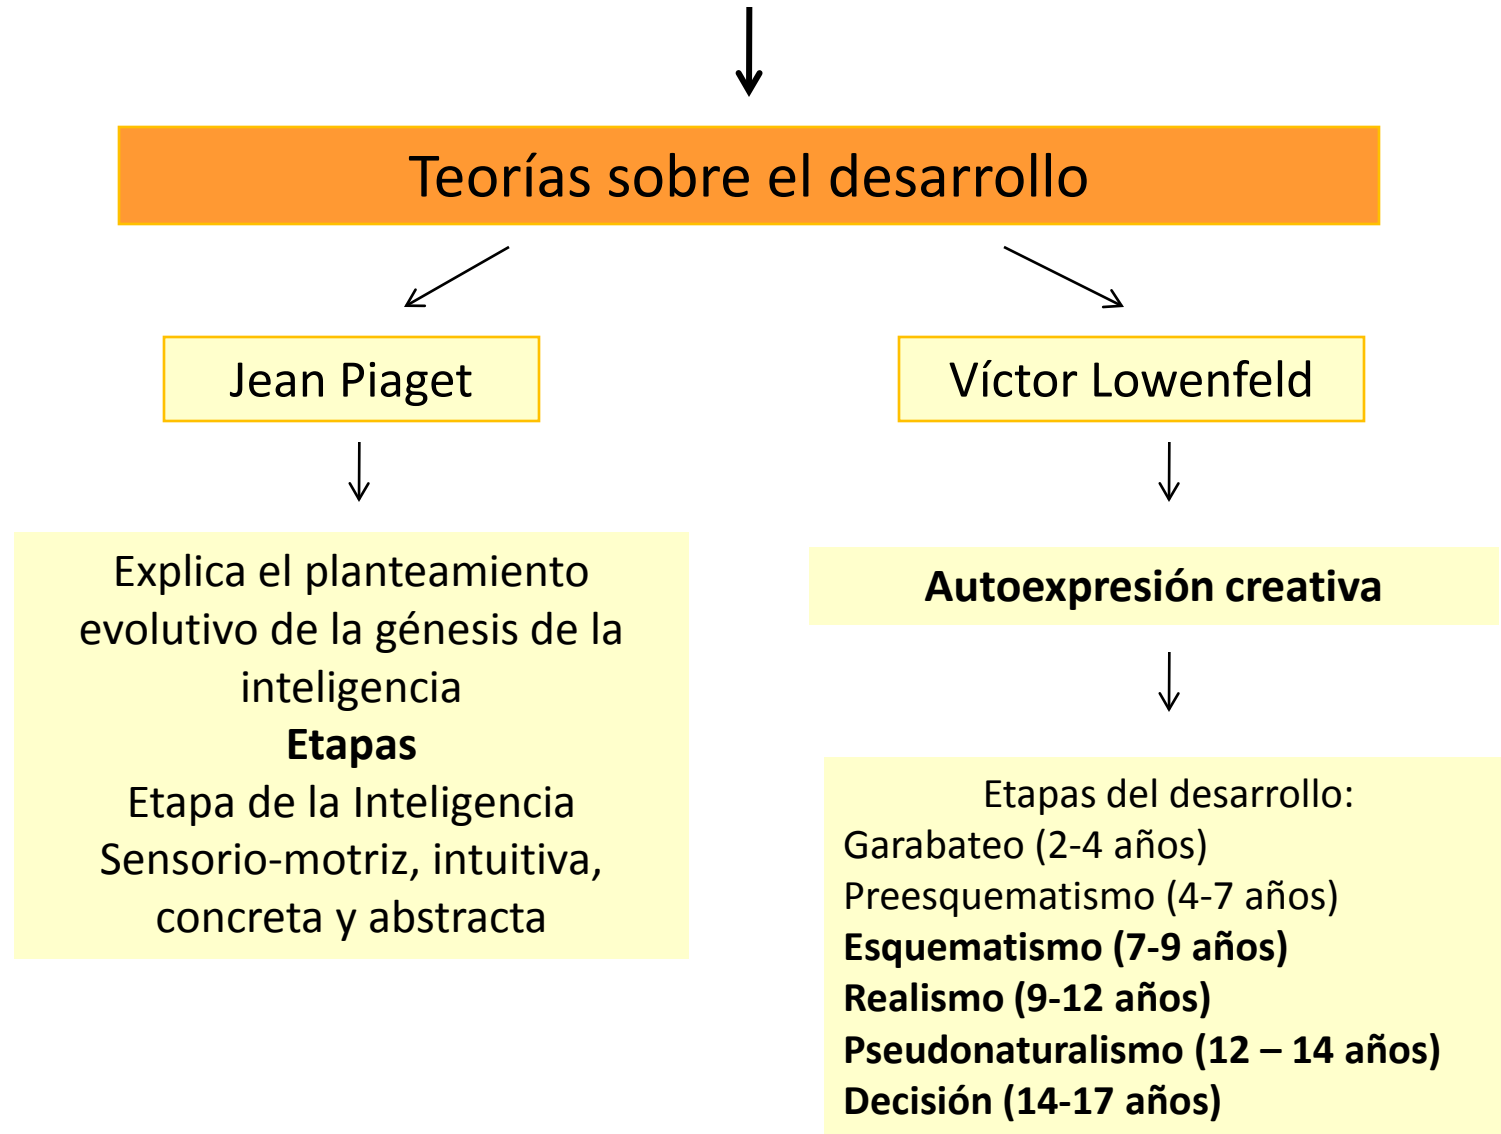 Teorías sobre el desarrollo
Jean Piaget
Explica el planteamiento
evolutivo de la génesis de la
inteligencia
Etapas
Etapa de la Inteligencia
Sensorio-motriz, intuitiva,
concreta y abstracta
Víctor Lowenfeld
Autoexpresión creativa
Etapas del desarrollo:
Garabateo (2-4 años)
Preesquematismo (4-7 años)
Esquematismo (7-9 años)
Realismo (9-12 años)
Pseudonaturalismo (12 – 14 años)
Decisión (14-17 años)